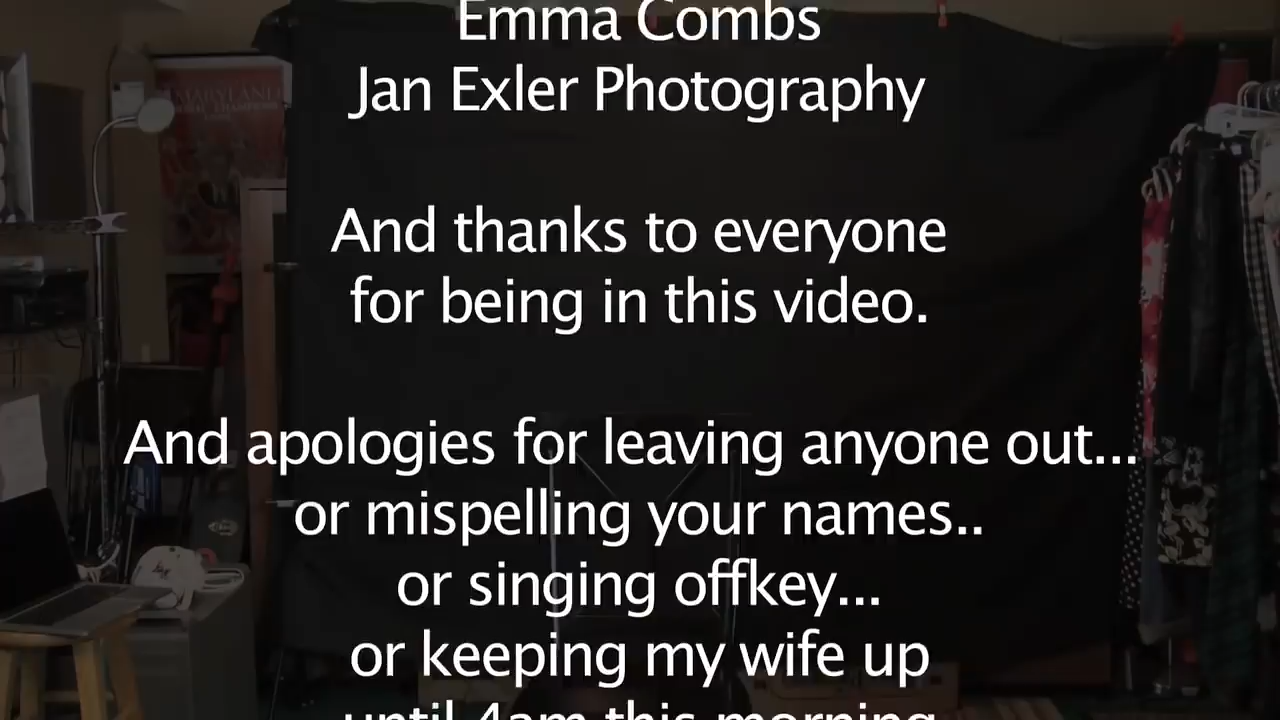 Emma Combs
Jan Exler Photography
And thanks to everyone
for being in this video.
And apologies for leaving anyone out...
or mispelling your names..
or singing offkey...
or keeping my wife up
until 4am this morning
MARYLAND